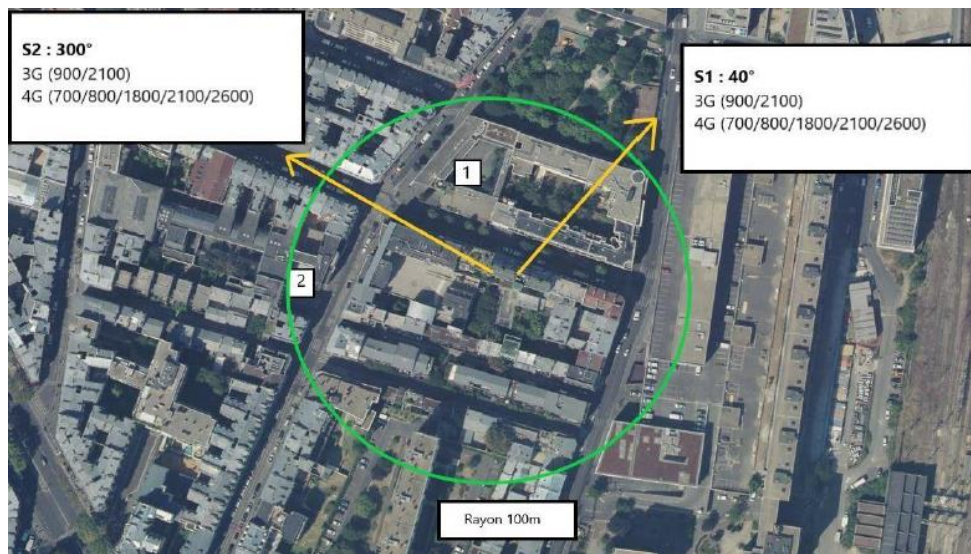 S2 : 300°
3G (900/2100)
4G (700/800/1800/2100/2600)
S1 : 40°
3G (900/2100)
4G (700/800/1800/2100/2600)
1
2
Rayon 100m